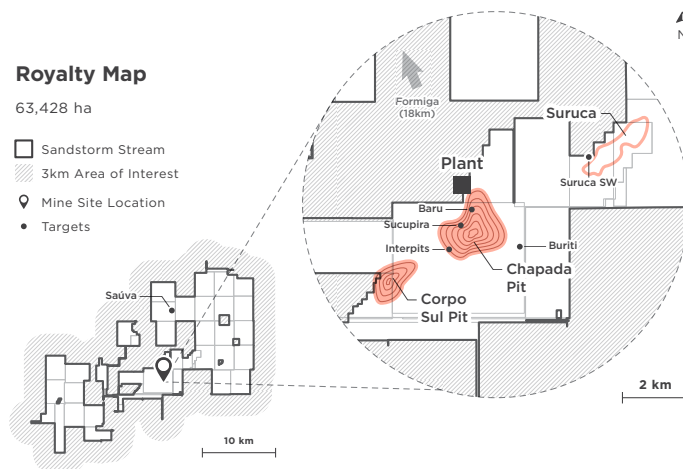 Royalty Map
63,428 ha
Sandstorm Stream
3km Area of Interest
Mine Site Location
Targets
Saúva
10 km
N
Formiga
(18km)
Suruca
Suruca SW
Plant
Baru
Sucupira
Interpits
Buriti
Chapada
Pit
Corpo
Sul Pit
2 km